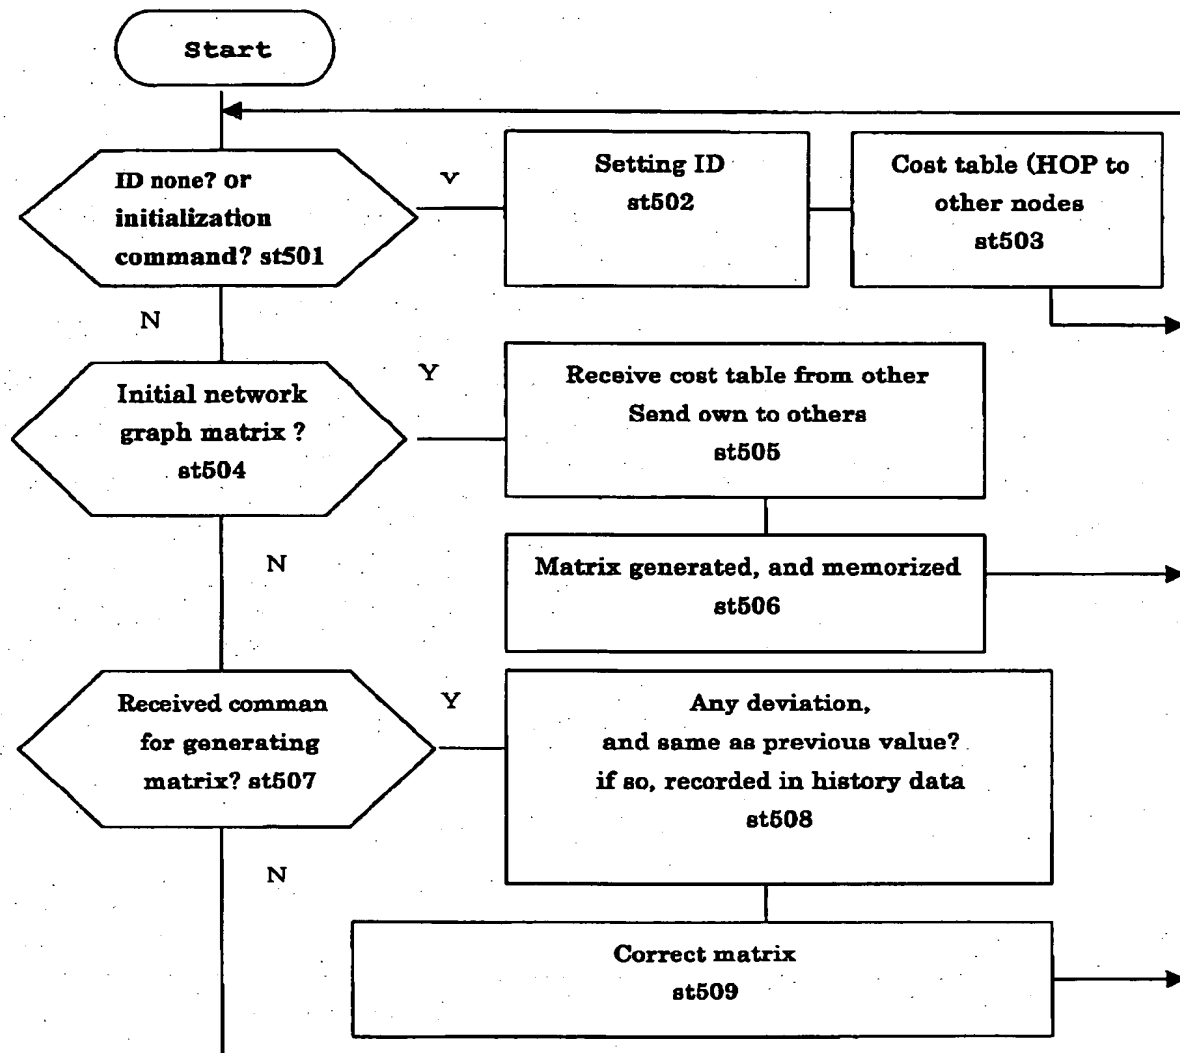 Start
ID none? or
initialization
command? st501
v
Setting ID
st502
Cost table (HOP to
other nodes
st503
N
Initial network
graph matrix ?
st504
Y
Receive cost table from other
Send own to others
st505
N
Matrix generated, and memorized
st506
Received comman
for generating
matrix? st507
Y
Any deviation,
and same as previous value?
if so, recorded in history data
st508
N
Correct matrix
st509